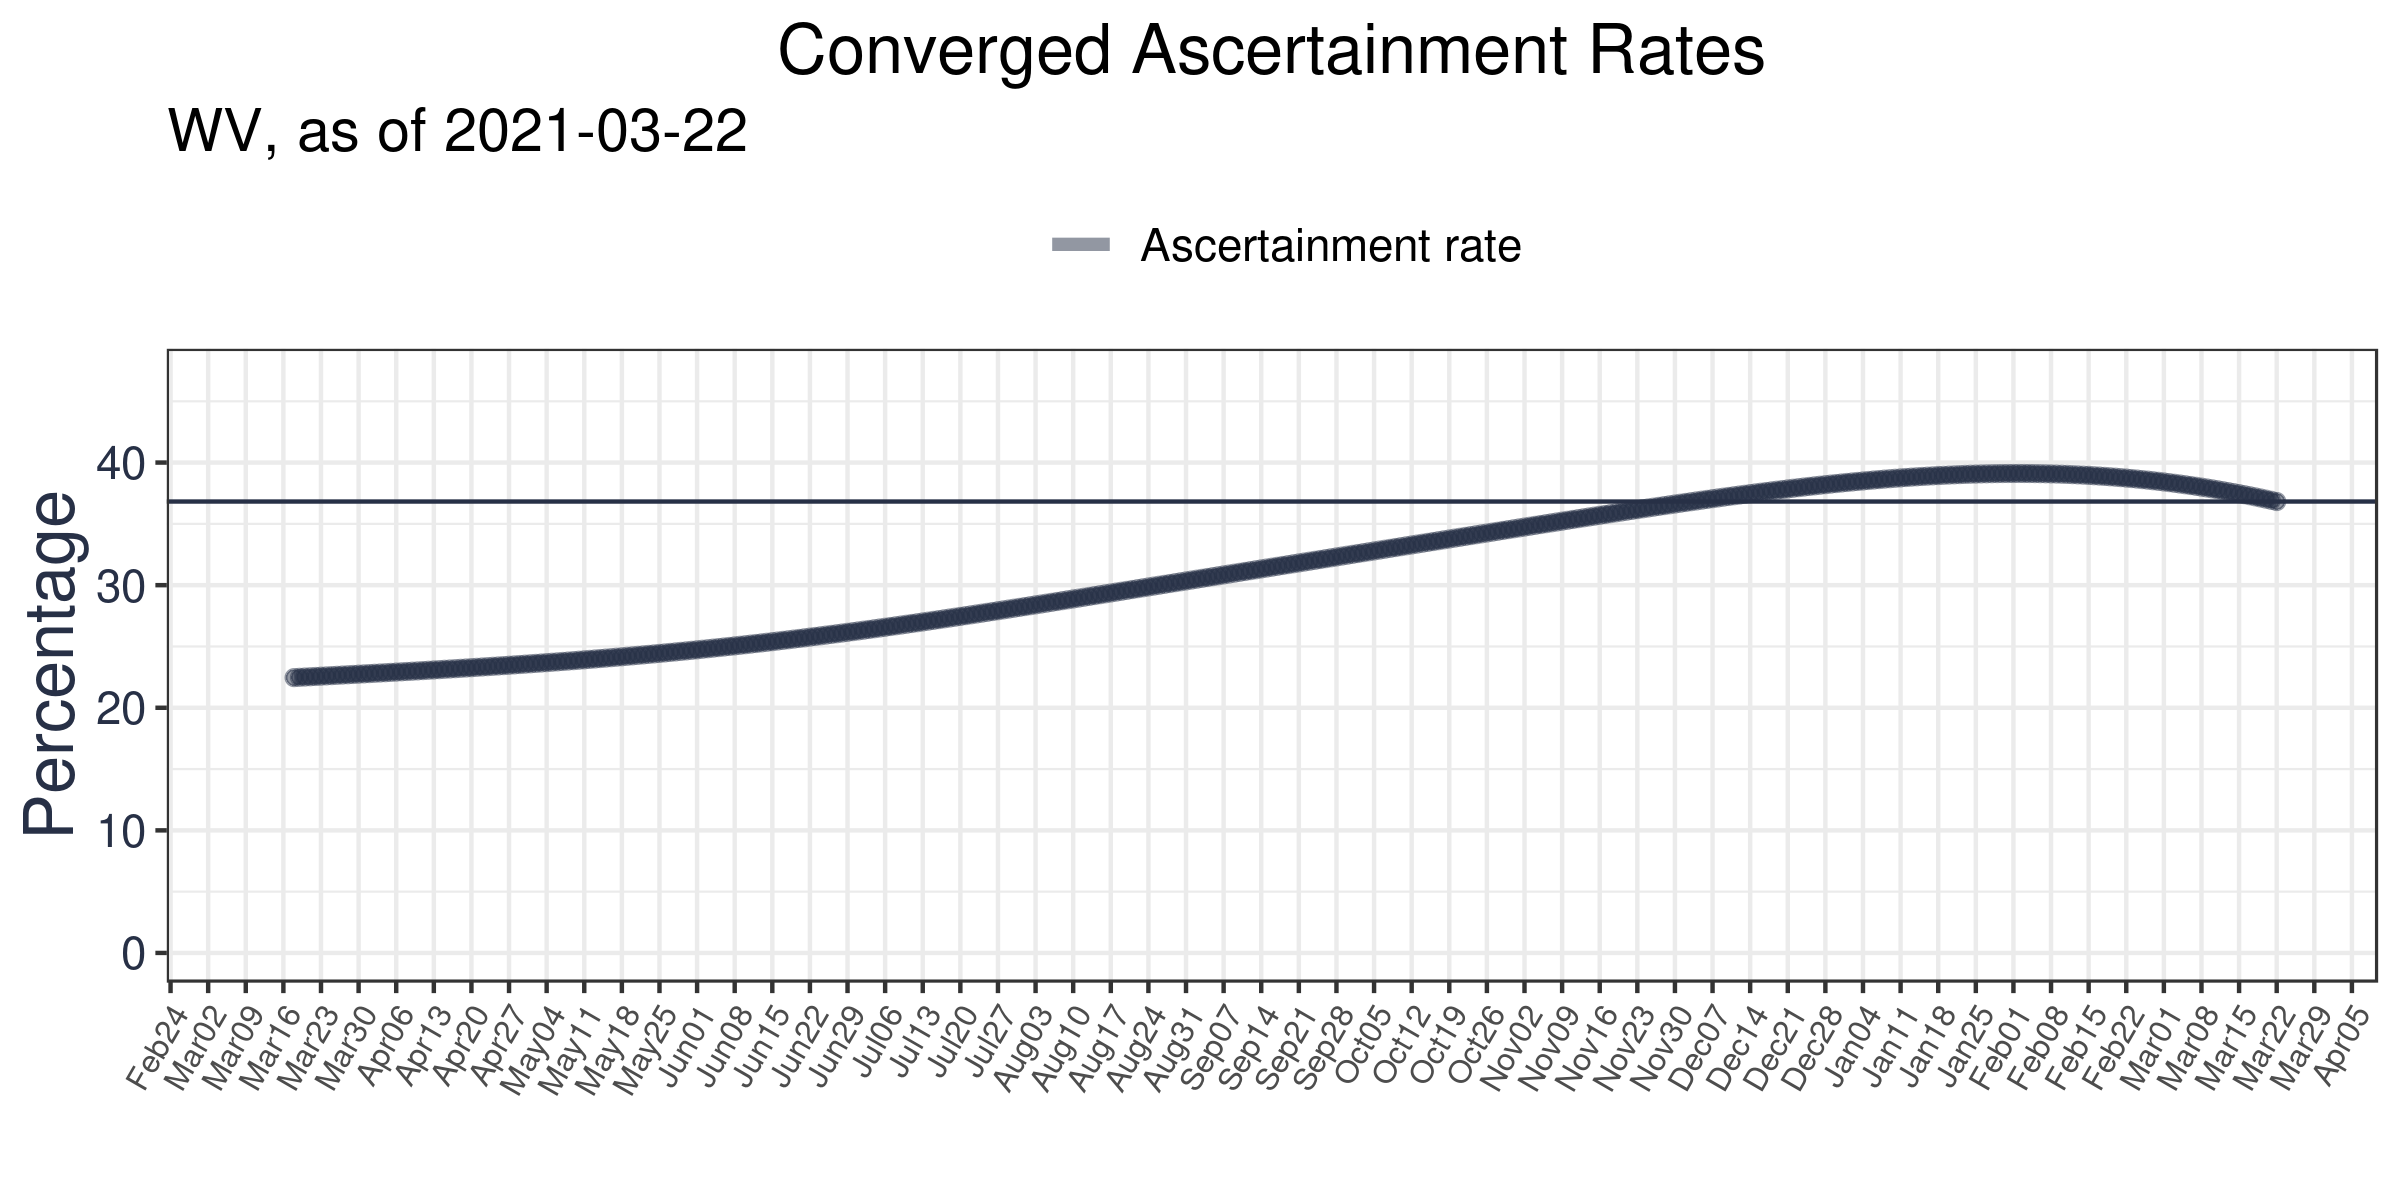 Converged Ascertainment Rates
WV, as of 2021-03-22
Ascertainment rate
Percentage
40
30
20
10
0
Feb24 Mar02 Mar09 Mar16 Mar23 Mar30 Apr06 Apr13 Apr20 Apr27 May04 May11 May18 May25 Jun01 Jun08 Jun15 Jun22 Jun29 Jul06 Jul13 Jul20 Jul27 Aug03 Aug10 Aug17 Aug24 Aug31 Sep07 Sep14 Sep21 Sep28 Oct05 Oct12 Oct19 Oct26 Nov02 Nov09 Nov16 Nov23 Nov30 Dec07 Dec14 Dec21 Dec28 Jan04 Jan11 Jan18 Jan25 Feb01 Feb08 Feb15 Feb22 Mar01 Mar08 Mar15 Mar22 Mar29 Apr05